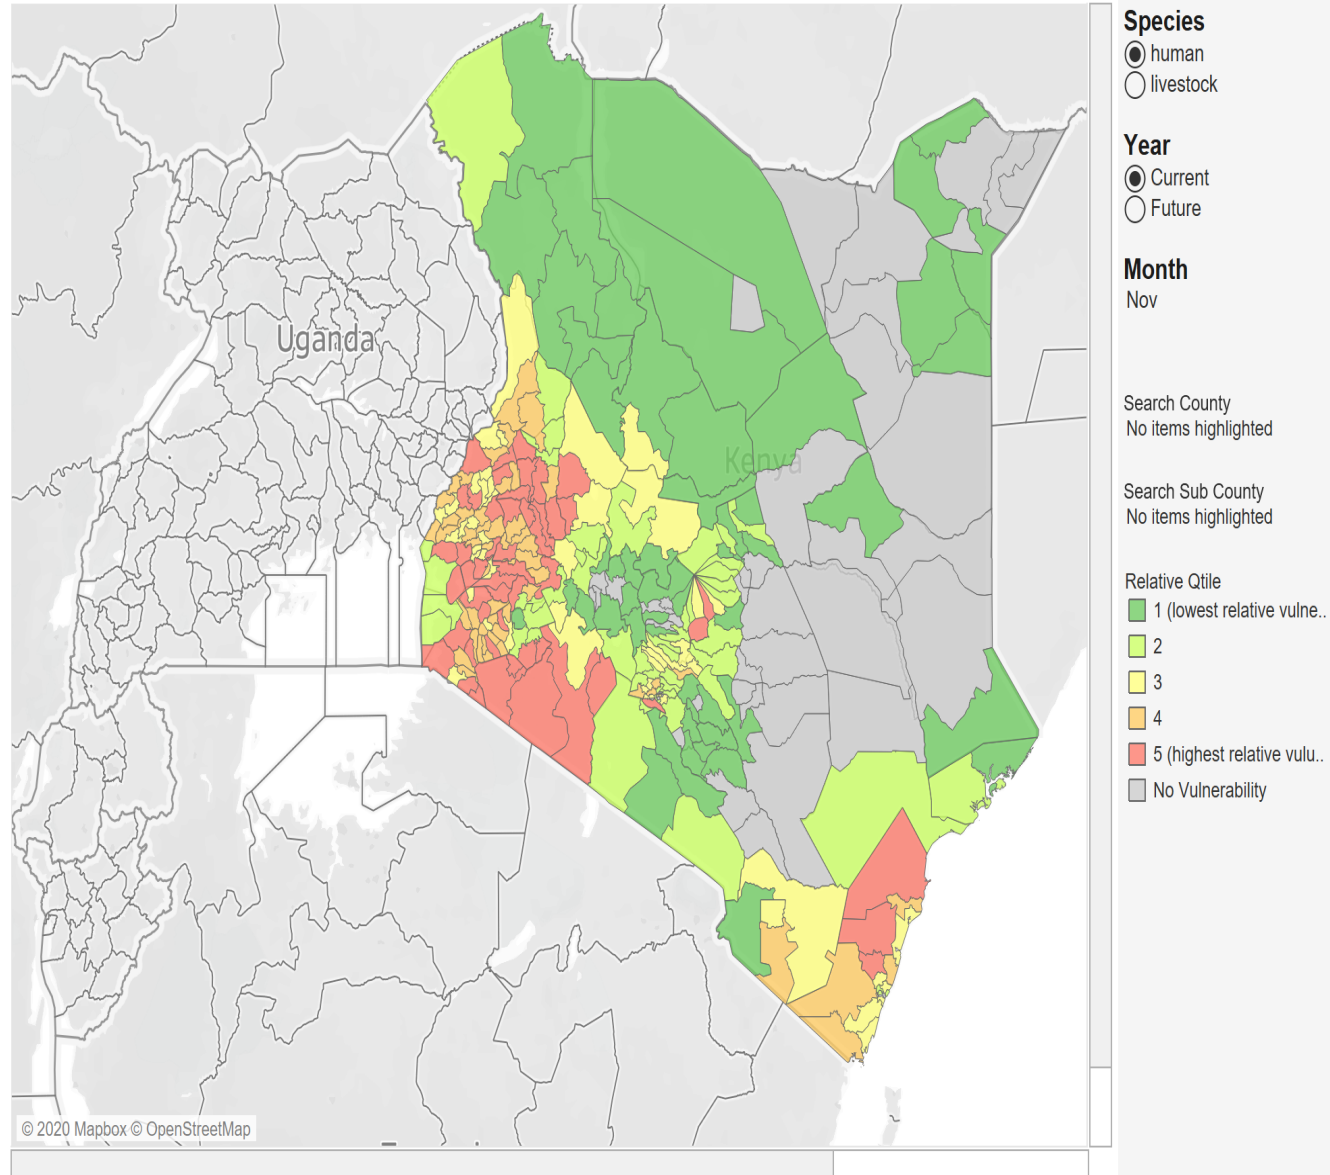 Species
human
livestock
Year
Current
Future
Month
Nov
Uganda
Search County
No items highlighted
Kenya
Search Sub County
No items highlighted
Relative Qtile
1 (lowest relative vulne..
2
3
4
5 (highest relative vulu..
No Vulnerability
© 2020 Mapbox © OpenStreetMap